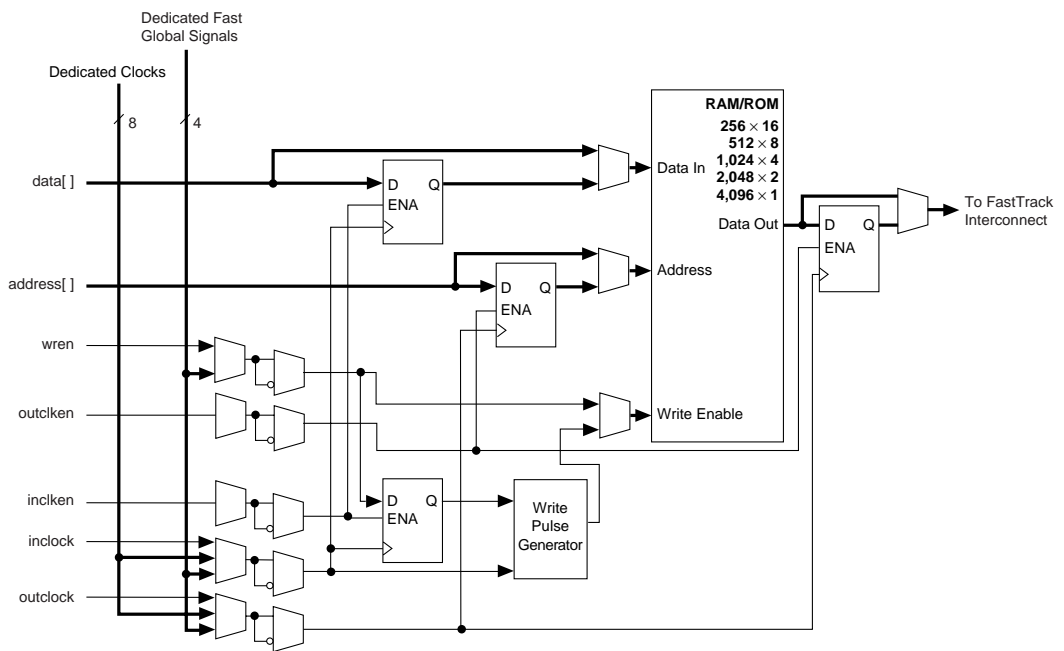 Dedicated Fast
Global Signals
Dedicated Clocks
8
4
RAM/ROM
256 × 16
512 × 8
1,024 × 4
2,048 × 2
4,096 × 1
Data In
data[ ]
D Q
ENA
Data Out
D Q
ENA
To FastTrack
Interconnect
Address
address[ ]
D Q
ENA
wren
outclken
Write Enable
inclken
D Q
ENA
Write
Pulse
Generator
inclock
outclock